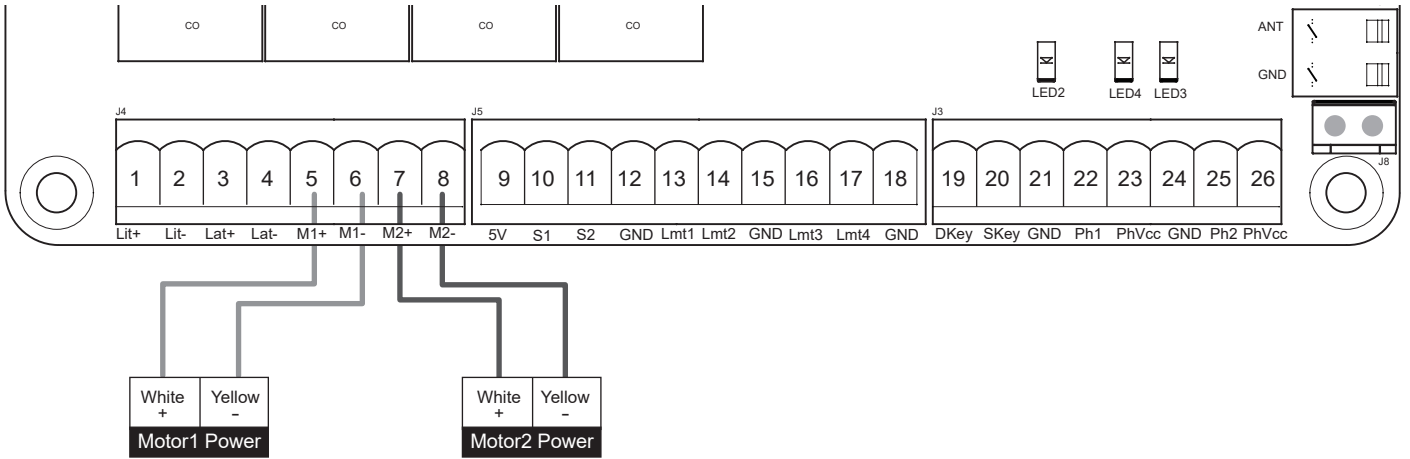 CO CO CO CO
ANT
GND
LED2 LED4 LED3
J4 J5 J3
J8
1 2 3 4 5 6 7 8 9 10 11 12 13 14 15 16 17 18 19 20 21 22 23 24 25 26
Lit+ Lit- Lat+ Lat- M1+ M1- M2+ M2- 5V S1 S2 GND Lmt1 Lmt2 GND Lmt3 Lmt4 GND DKey SKey GND Ph1 PhVcc GND Ph2 PhVcc
White Yellow White Yellow
+ - + -
Motor1 Power Motor2 Power